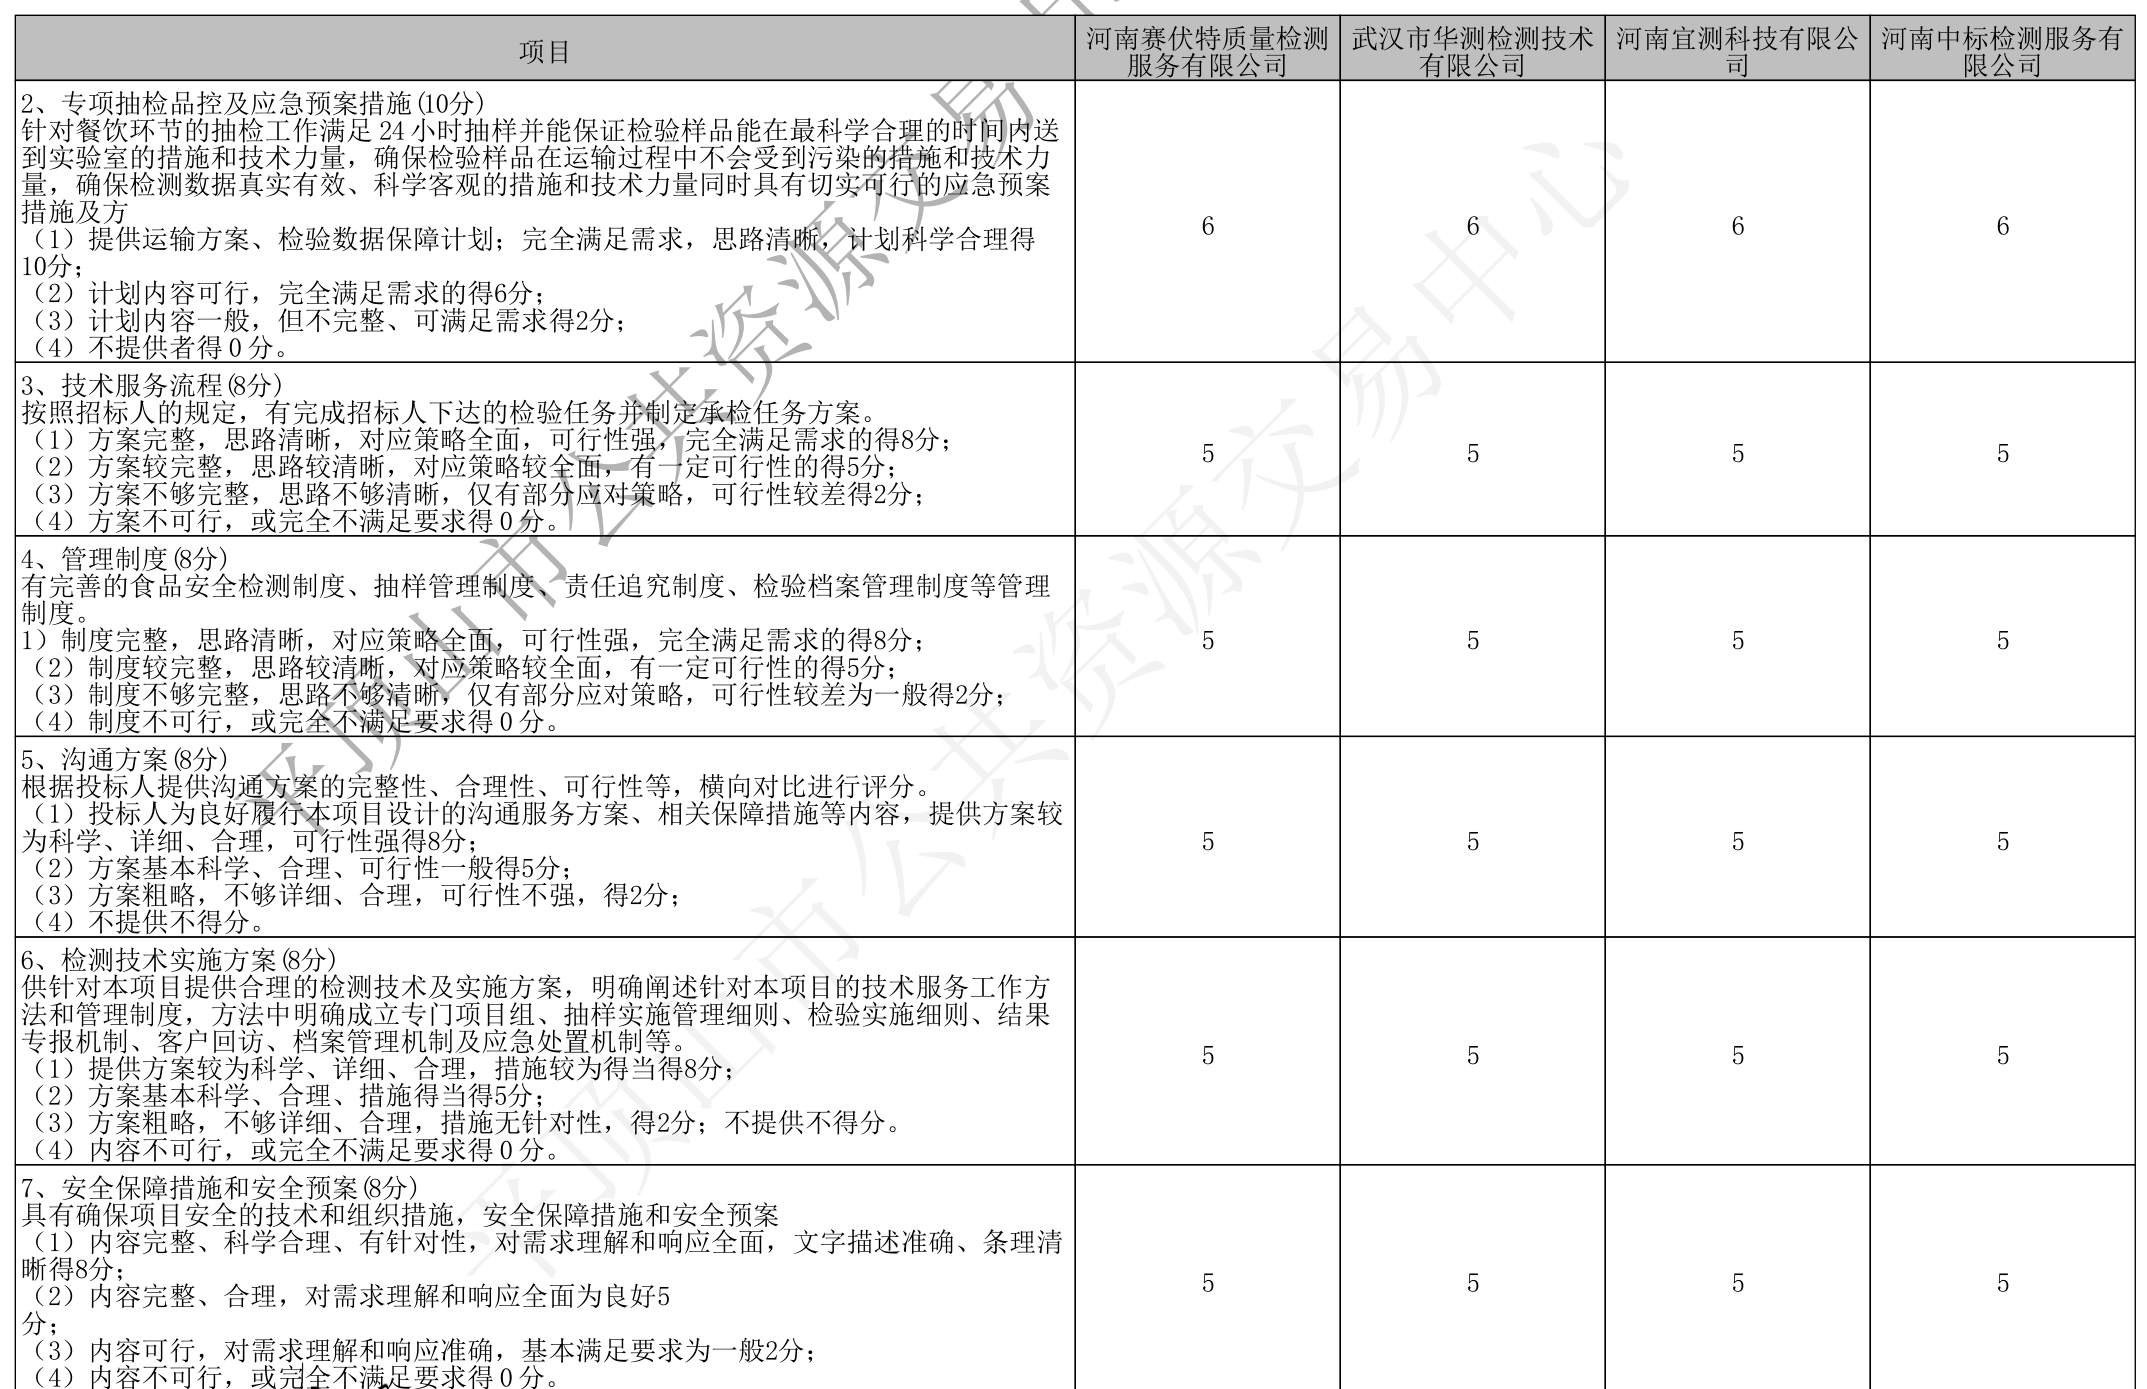 项目
河南赛伏特质量检测
服务有限公司
武汉市华测检测技术
有限公司
河南宜测科技有限公
司
河南中标检测服务有
限公司
2、专项抽检品控及应急预案措施(10分)
针对餐饮环节的抽检工作满足 24 小时抽样并能保证检验样品能在最科学合理的时间内送
到实验室的措施和技术力量，确保检验样品在运输过程中不会受到污染的措施和技术力
量，确保检测数据真实有效、科学客观的措施和技术力量同时具有切实可行的应急预案
措施及方
（1）提供运输方案、检验数据保障计划；完全满足需求，思路清晰，计划科学合理得
10分；
（2）计划内容可行，完全满足需求的得6分；
（3）计划内容一般，但不完整、可满足需求得2分；
（4）不提供者得 0 分。
6
6
6
6
3、技术服务流程(8分)
按照招标人的规定，有完成招标人下达的检验任务并制定承检任务方案。
（1）方案完整，思路清晰，对应策略全面，可行性强，完全满足需求的得8分；
（2）方案较完整，思路较清晰，对应策略较全面，有一定可行性的得5分；
（3）方案不够完整，思路不够清晰，仅有部分应对策略，可行性较差得2分；
（4）方案不可行，或完全不满足要求得 0 分。
5
5
5
5
4、管理制度(8分)
有完善的食品安全检测制度、抽样管理制度、责任追究制度、检验档案管理制度等管理
制度。
1）制度完整，思路清晰，对应策略全面，可行性强，完全满足需求的得8分；
（2）制度较完整，思路较清晰，对应策略较全面，有一定可行性的得5分；
（3）制度不够完整，思路不够清晰，仅有部分应对策略，可行性较差为一般得2分；
（4）制度不可行，或完全不满足要求得 0 分。
5
5
5
5
5、沟通方案(8分)
根据投标人提供沟通方案的完整性、合理性、可行性等，横向对比进行评分。
（1）投标人为良好履行本项目设计的沟通服务方案、相关保障措施等内容，提供方案较
为科学、详细、合理，可行性强得8分；
（2）方案基本科学、合理、可行性一般得5分；
（3）方案粗略，不够详细、合理，可行性不强，得2分；
（4）不提供不得分。
5
5
5
5
6、检测技术实施方案(8分)
供针对本项目提供合理的检测技术及实施方案，明确阐述针对本项目的技术服务工作方
法和管理制度，方法中明确成立专门项目组、抽样实施管理细则、检验实施细则、结果
专报机制、客户回访、档案管理机制及应急处置机制等。
（1）提供方案较为科学、详细、合理，措施较为得当得8分；
（2）方案基本科学、合理、措施得当得5分；
（3）方案粗略，不够详细、合理，措施无针对性，得2分；不提供不得分。
（4）内容不可行，或完全不满足要求得 0 分。
5
5
5
5
7、安全保障措施和安全预案(8分)
具有确保项目安全的技术和组织措施，安全保障措施和安全预案
（1）内容完整、科学合理、有针对性，对需求理解和响应全面，文字描述准确、条理清
晰得8分；
（2）内容完整、合理，对需求理解和响应全面为良好5
分；
（3）内容可行，对需求理解和响应准确，基本满足要求为一般2分；
（4）内容不可行，或完全不满足要求得 0 分。
5
5
5
5
平顶山市公共资源交易中
平顶山市公共资源交易中心